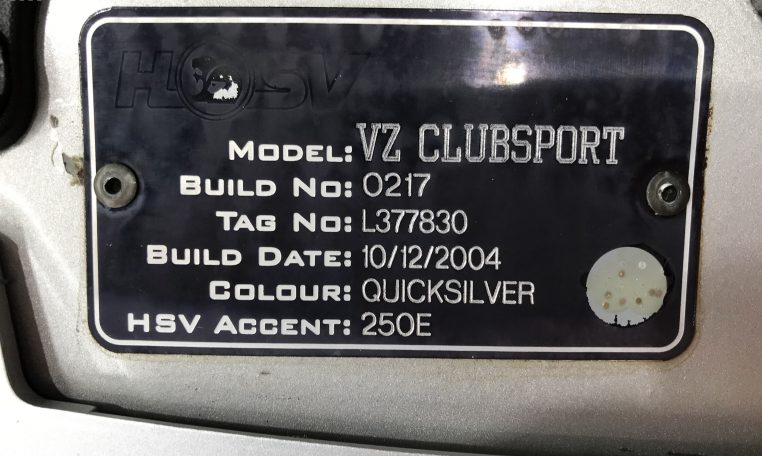 HSV
MODEL: VZ CLUBSPORT
BUILD NO: 0217
TAG NO: L377830
BUILD DATE: 10/12/2004
COLOUR: QUICKSILVER
HSV ACCENT: 250E